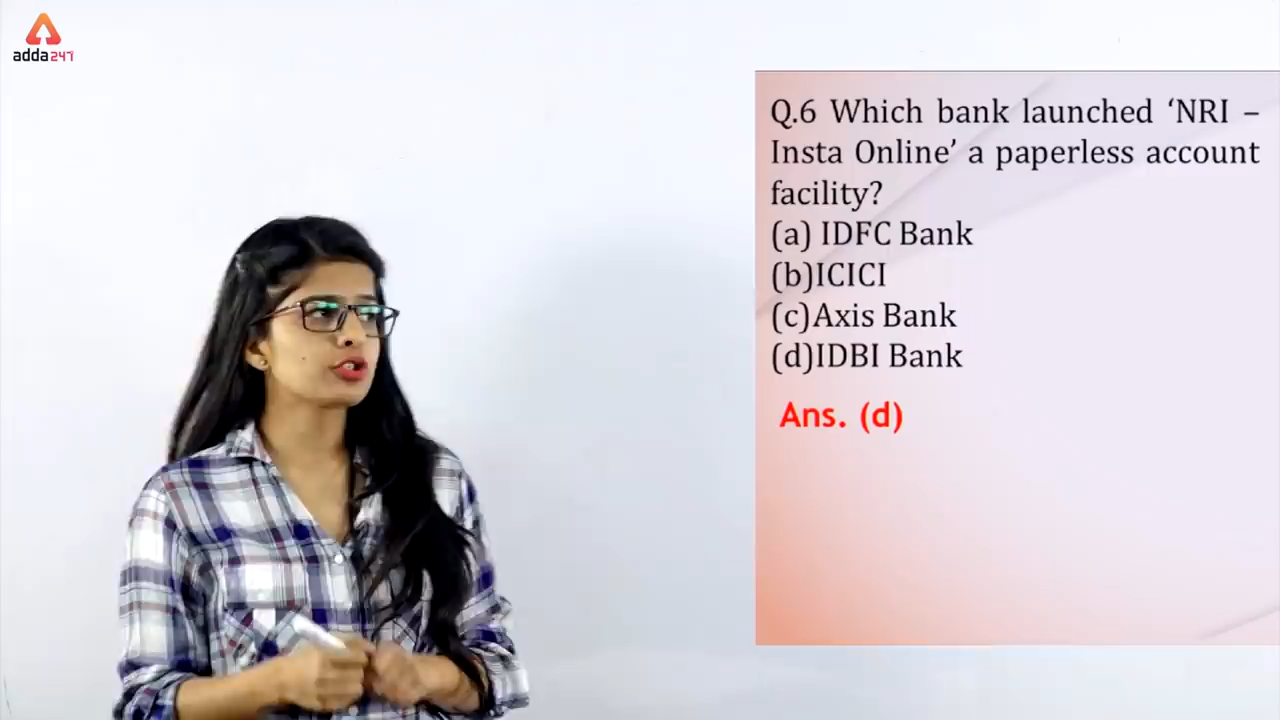 adda247
Q.6 Which bank launched ‘NRI –
Insta Online’ a paperless account
facility?
(a) IDFC Bank
(b)ICICI
(c)Axis Bank
(d)IDBI Bank
Ans. (d)